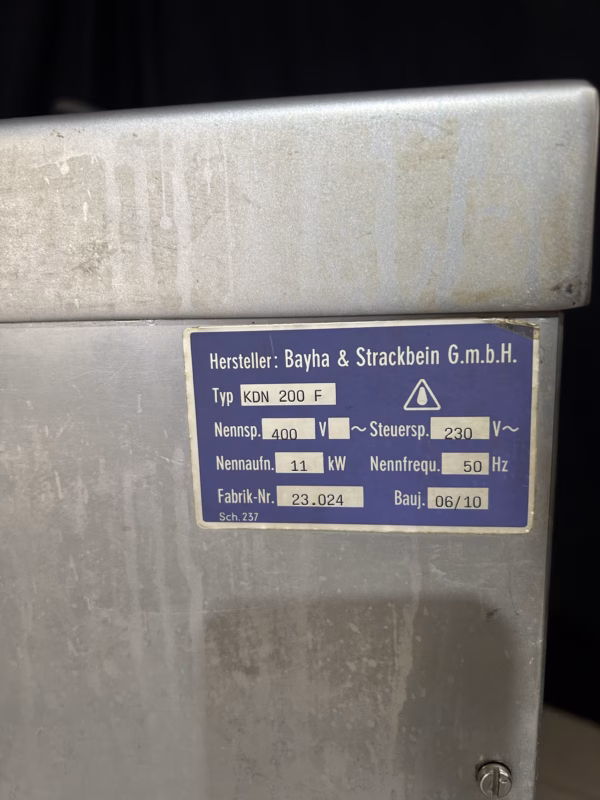 Hersteller: Bayha & Strackbein G.m.b.H.
Typ KDN 200 F
Nennsp. 400 V ~ Steuersp. 230 V~
Nennaufn. 11 kW Nennfrequ. 50 Hz
Fabrik-Nr. 23.024 Bauj. 06/10
Sch.237